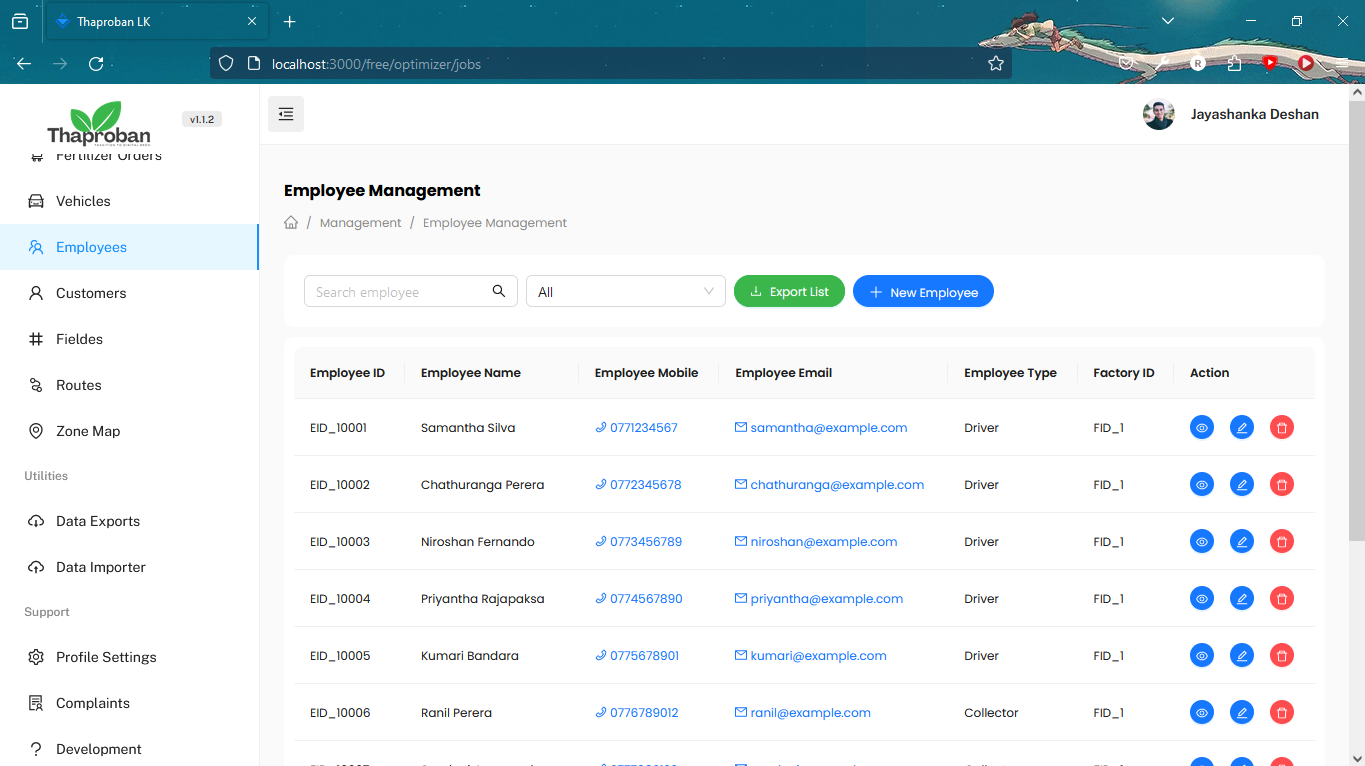 Thaproban LK
localhost:3000/free/optimizer/jobs
R
Thaproban
v1.1.2
Jayashanka Deshan
Fertilizer Orders
Vehicles
Employees
Customers
Fieldes
Routes
Zone Map
Utilities
Data Exports
Data Importer
Support
Profile Settings
Complaints
Development
Employee Management
/ Management / Employee Management
Search employee
All
Export List
New Employee
Employee ID Employee Name Employee Mobile Employee Email Employee Type Factory ID Action
EID_10001 Samantha Silva 0771234567 samantha@example.com Driver FID_1
EID_10002 Chathuranga Perera 0772345678 chathuranga@example.com Driver FID_1
EID_10003 Niroshan Fernando 0773456789 niroshan@example.com Driver FID_1
EID_10004 Priyantha Rajapaksa 0774567890 priyantha@example.com Driver FID_1
EID_10005 Kumari Bandara 0775678901 kumari@example.com Driver FID_1
EID_10006 Ranil Perera 0776789012 ranil@example.com Collector FID_1